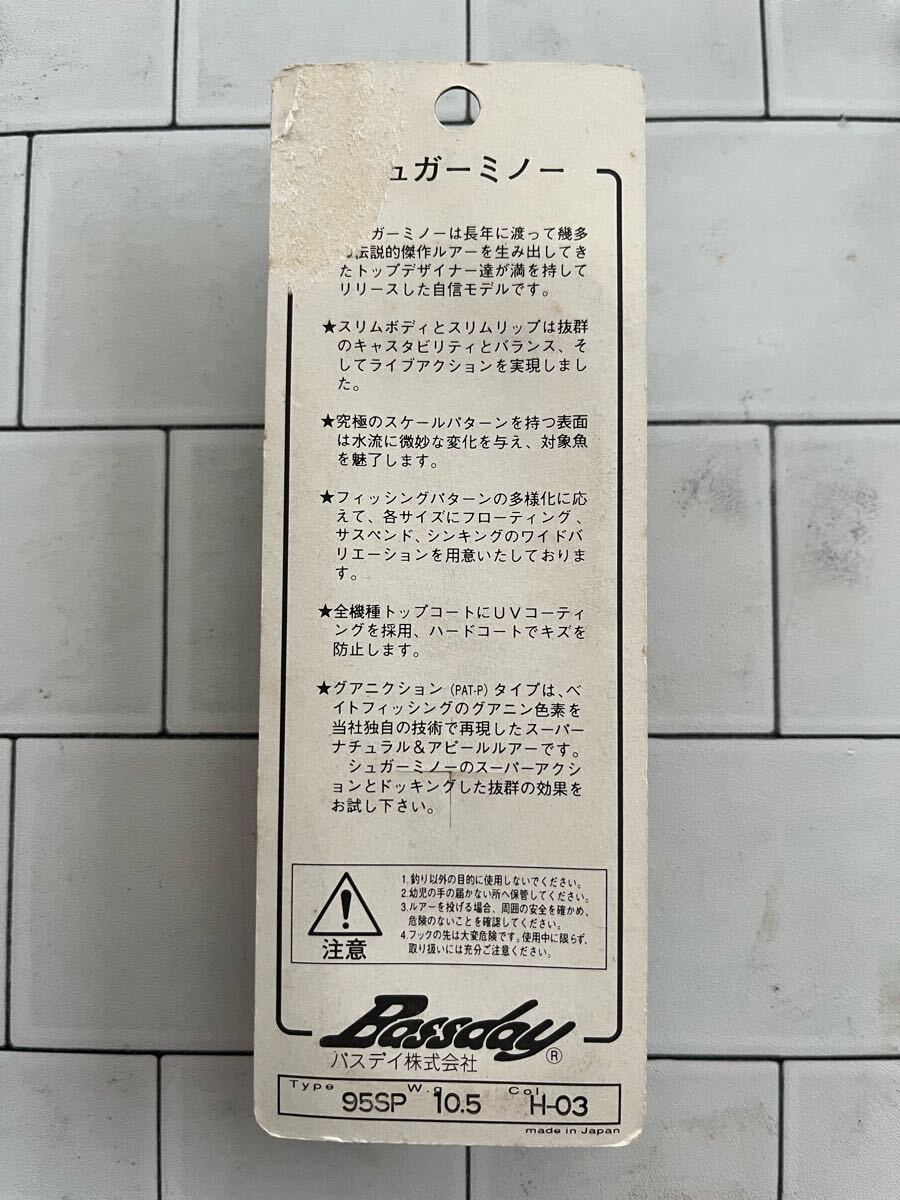 ュガーミノー
ガーミノーは長年に渡って幾多
伝説的傑作ルアーを生み出してき
たトップデザイナー達が満を持して
リリースした自信モデルです。
★スリムボディとスリムリップは抜群
のキャスタビリティとバランス、そ
してライブアクションを実現しまし
た。
★究極のスケールパターンを持つ表面
は水流に微妙な変化を与え、対象魚
を魅了します。
★フィッシングパターンの多様化に応
えて、各サイズにフローティング、
サスペンド、シンキングのワイドバ
リエーションを用意いたしておりま
す。
★全機種トップコートにUVコーティ
ングを採用、ハードコートでキズを
防止します。
★グアニクション(PAT-P)タイプは、ベ
イトフィッシングのグアニン色素を
当社独自の技術で再現したスーパー
ナチュラル&アピールルアーです。
シュガーミノーのスーパーアクシ
ョンとドッキングした抜群の効果を
お試し下さい。
注意
1.釣り以外の目的に使用しないでください。
2.幼児の手の届かない所へ保管してください。
3.ルアーを投げる場合、周囲の安全を確かめ、
危険のないことを確認してください。
4.フックの先は大変危険です。使用中に限らず、
取り扱いには充分ご注意ください。
Bassday®
バスデイ株式会社
Type 95SP W.g 10.5 Col. H-03
made in Japan